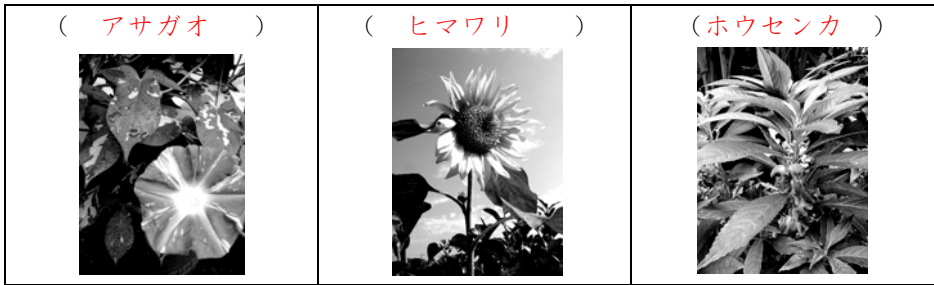 （　アサガオ　）
（　ヒマワリ　）
（ホウセンカ　）